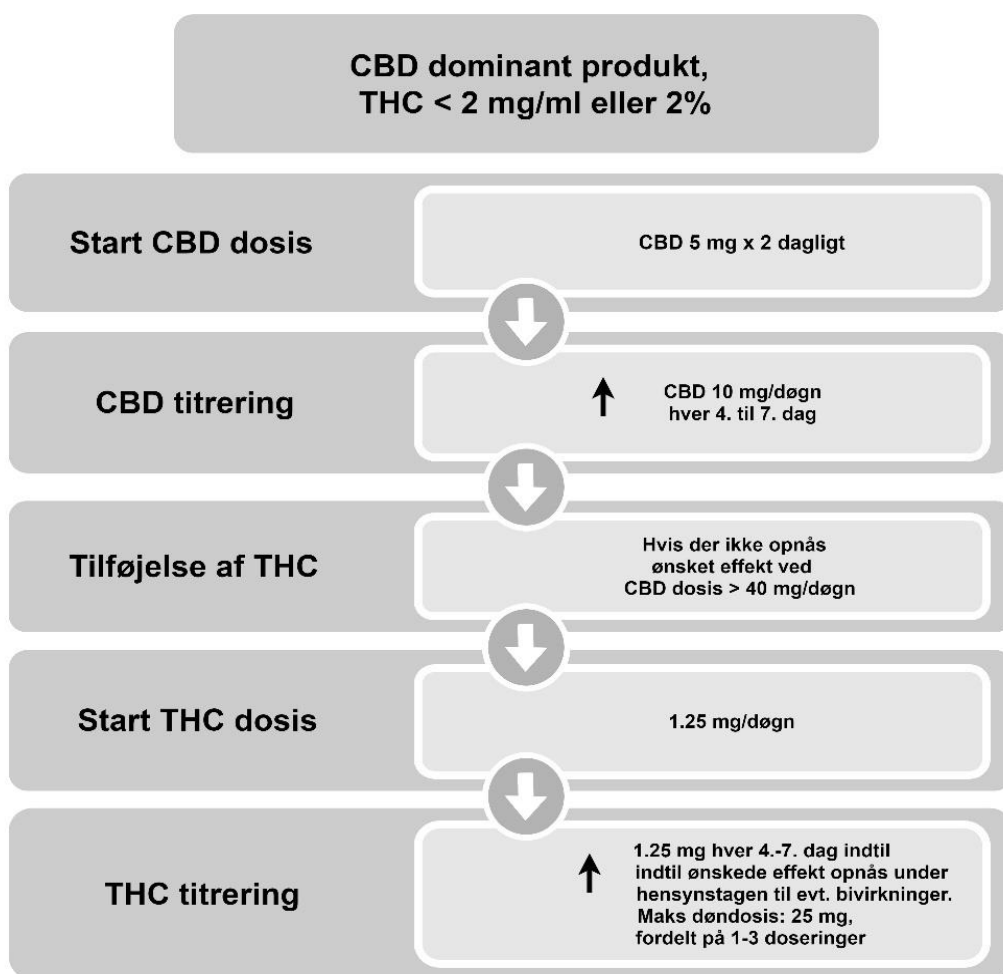 CBD dominant produkt,
THC < 2 mg/ml eller 2%
Start CBD dosis
CBD 5 mg x 2 dagligt
CBD titrering
CBD 10 mg/døgn
hver 4. til 7. dag
Tilføjelse af THC
Hvis der ikke opnås
ønsket effekt ved
CBD dosis > 40 mg/døgn
Start THC dosis
1.25 mg/døgn
THC titrering
1.25 mg hver 4.-7. dag indtil
indtil ønskede effekt opnås under
hensynstagen til evt. bivirkninger.
Maks døndosis: 25 mg,
fordelt på 1-3 doseringer